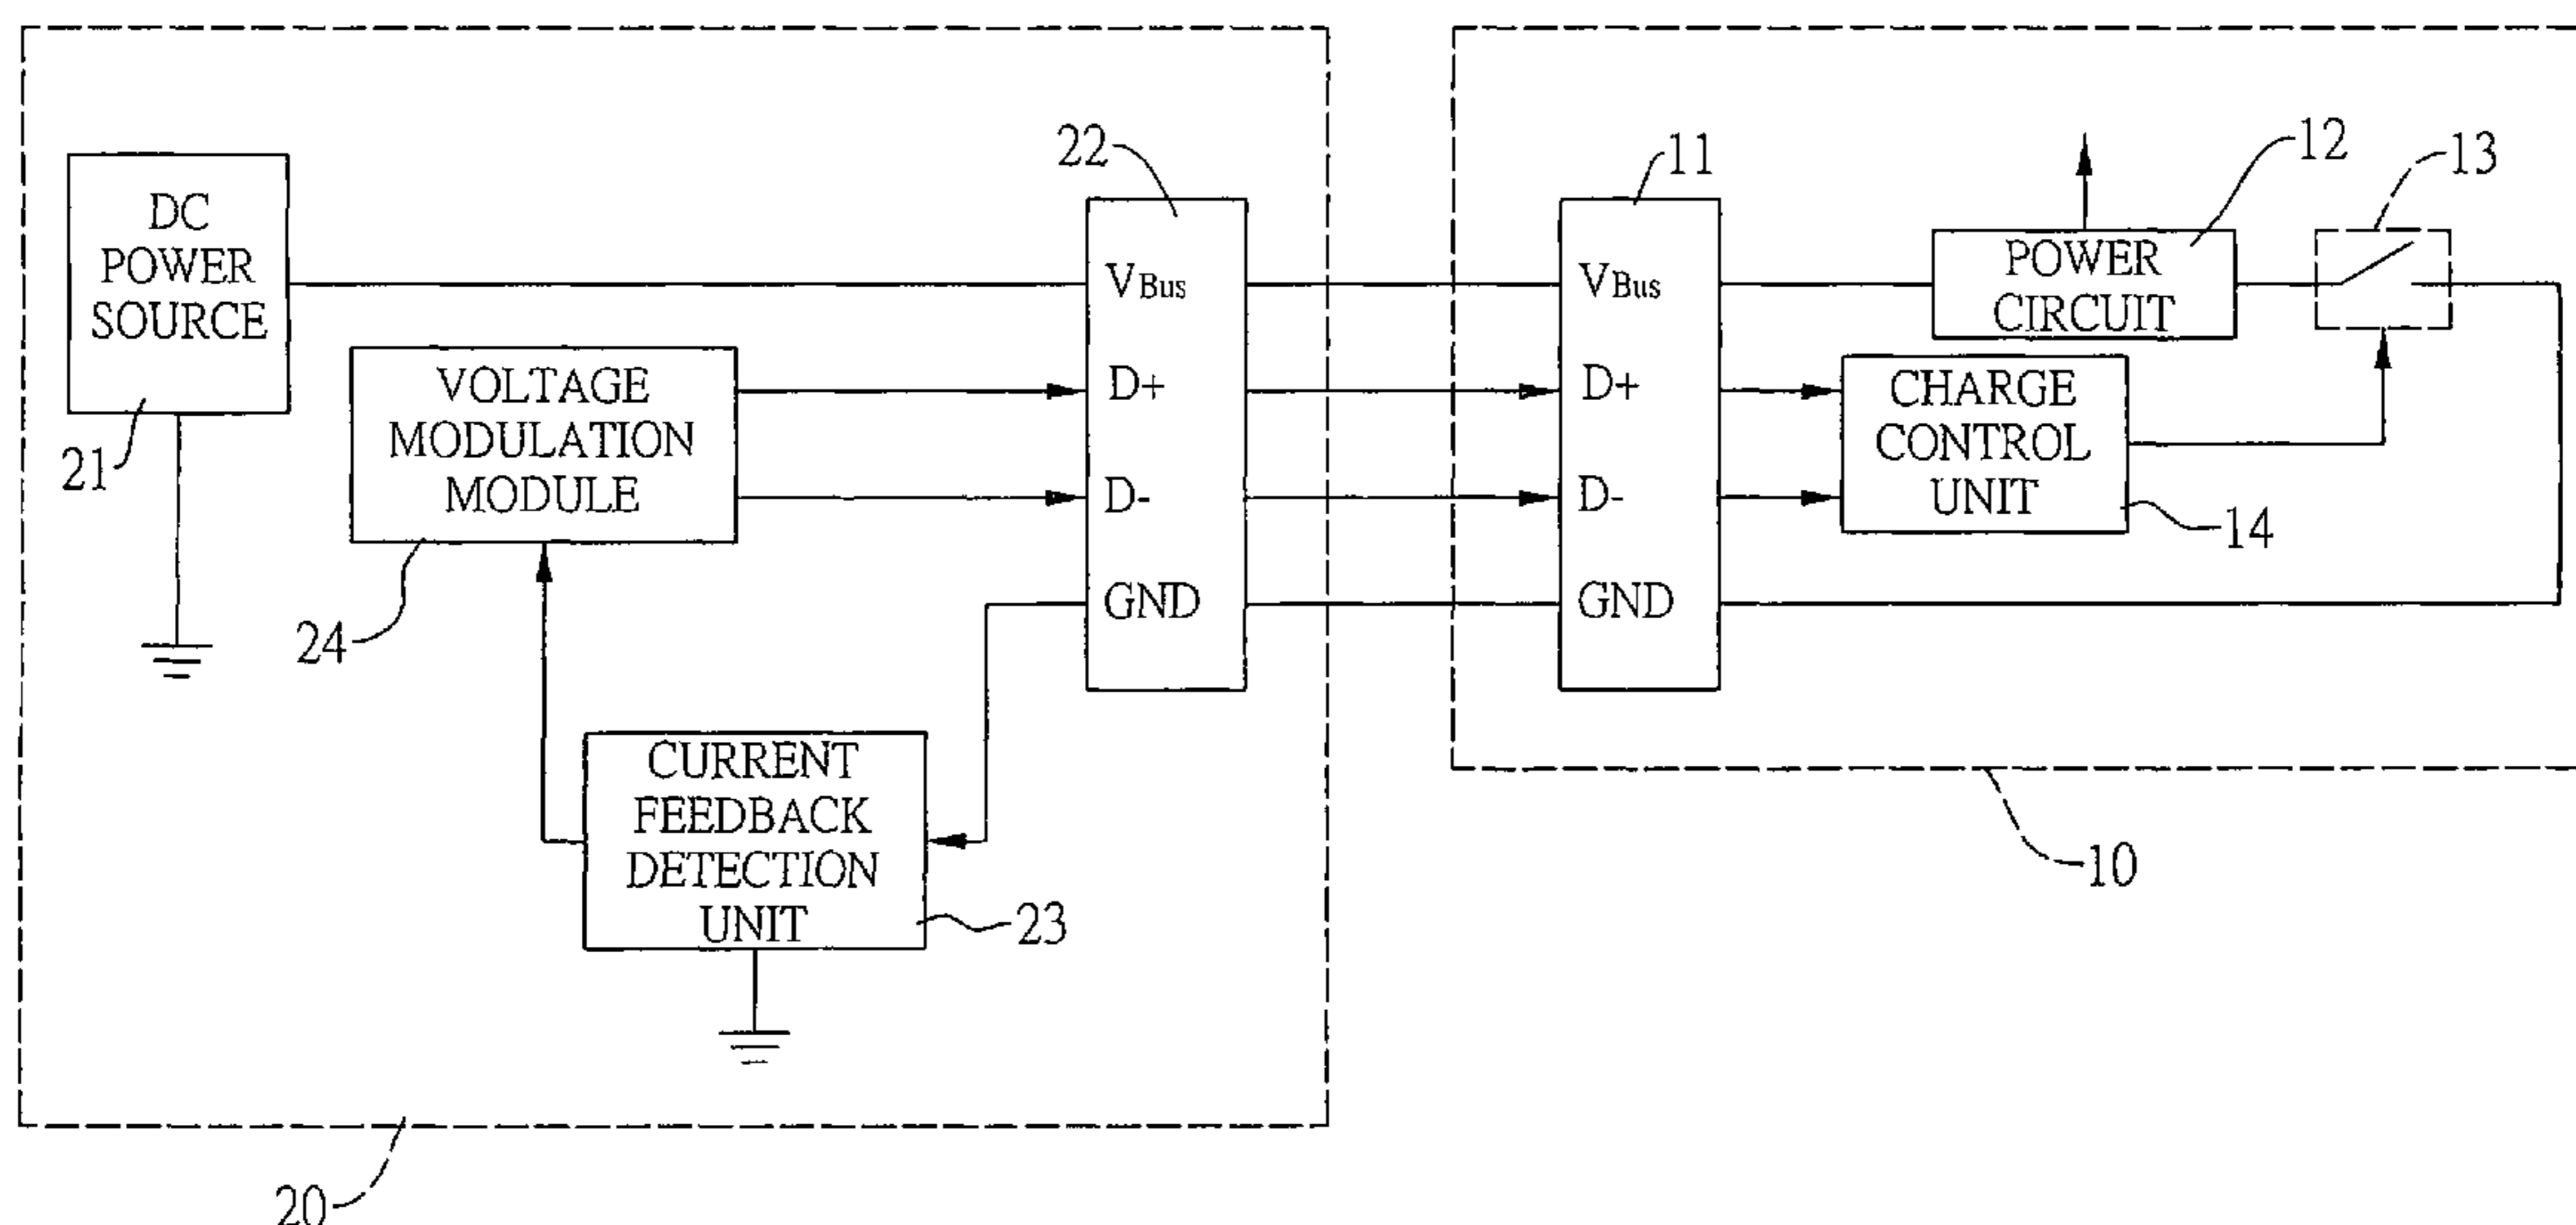 DC
POWER
SOURCE
21
VOLTAGE
MODULATION
MODULE
24
CURRENT
FEEDBACK
DETECTION
UNIT
23
22
VBus
D+
D-
GND
20
11
VBus
D+
D-
GND
POWER
CIRCUIT
12
13
CHARGE
CONTROL
UNIT
14
10